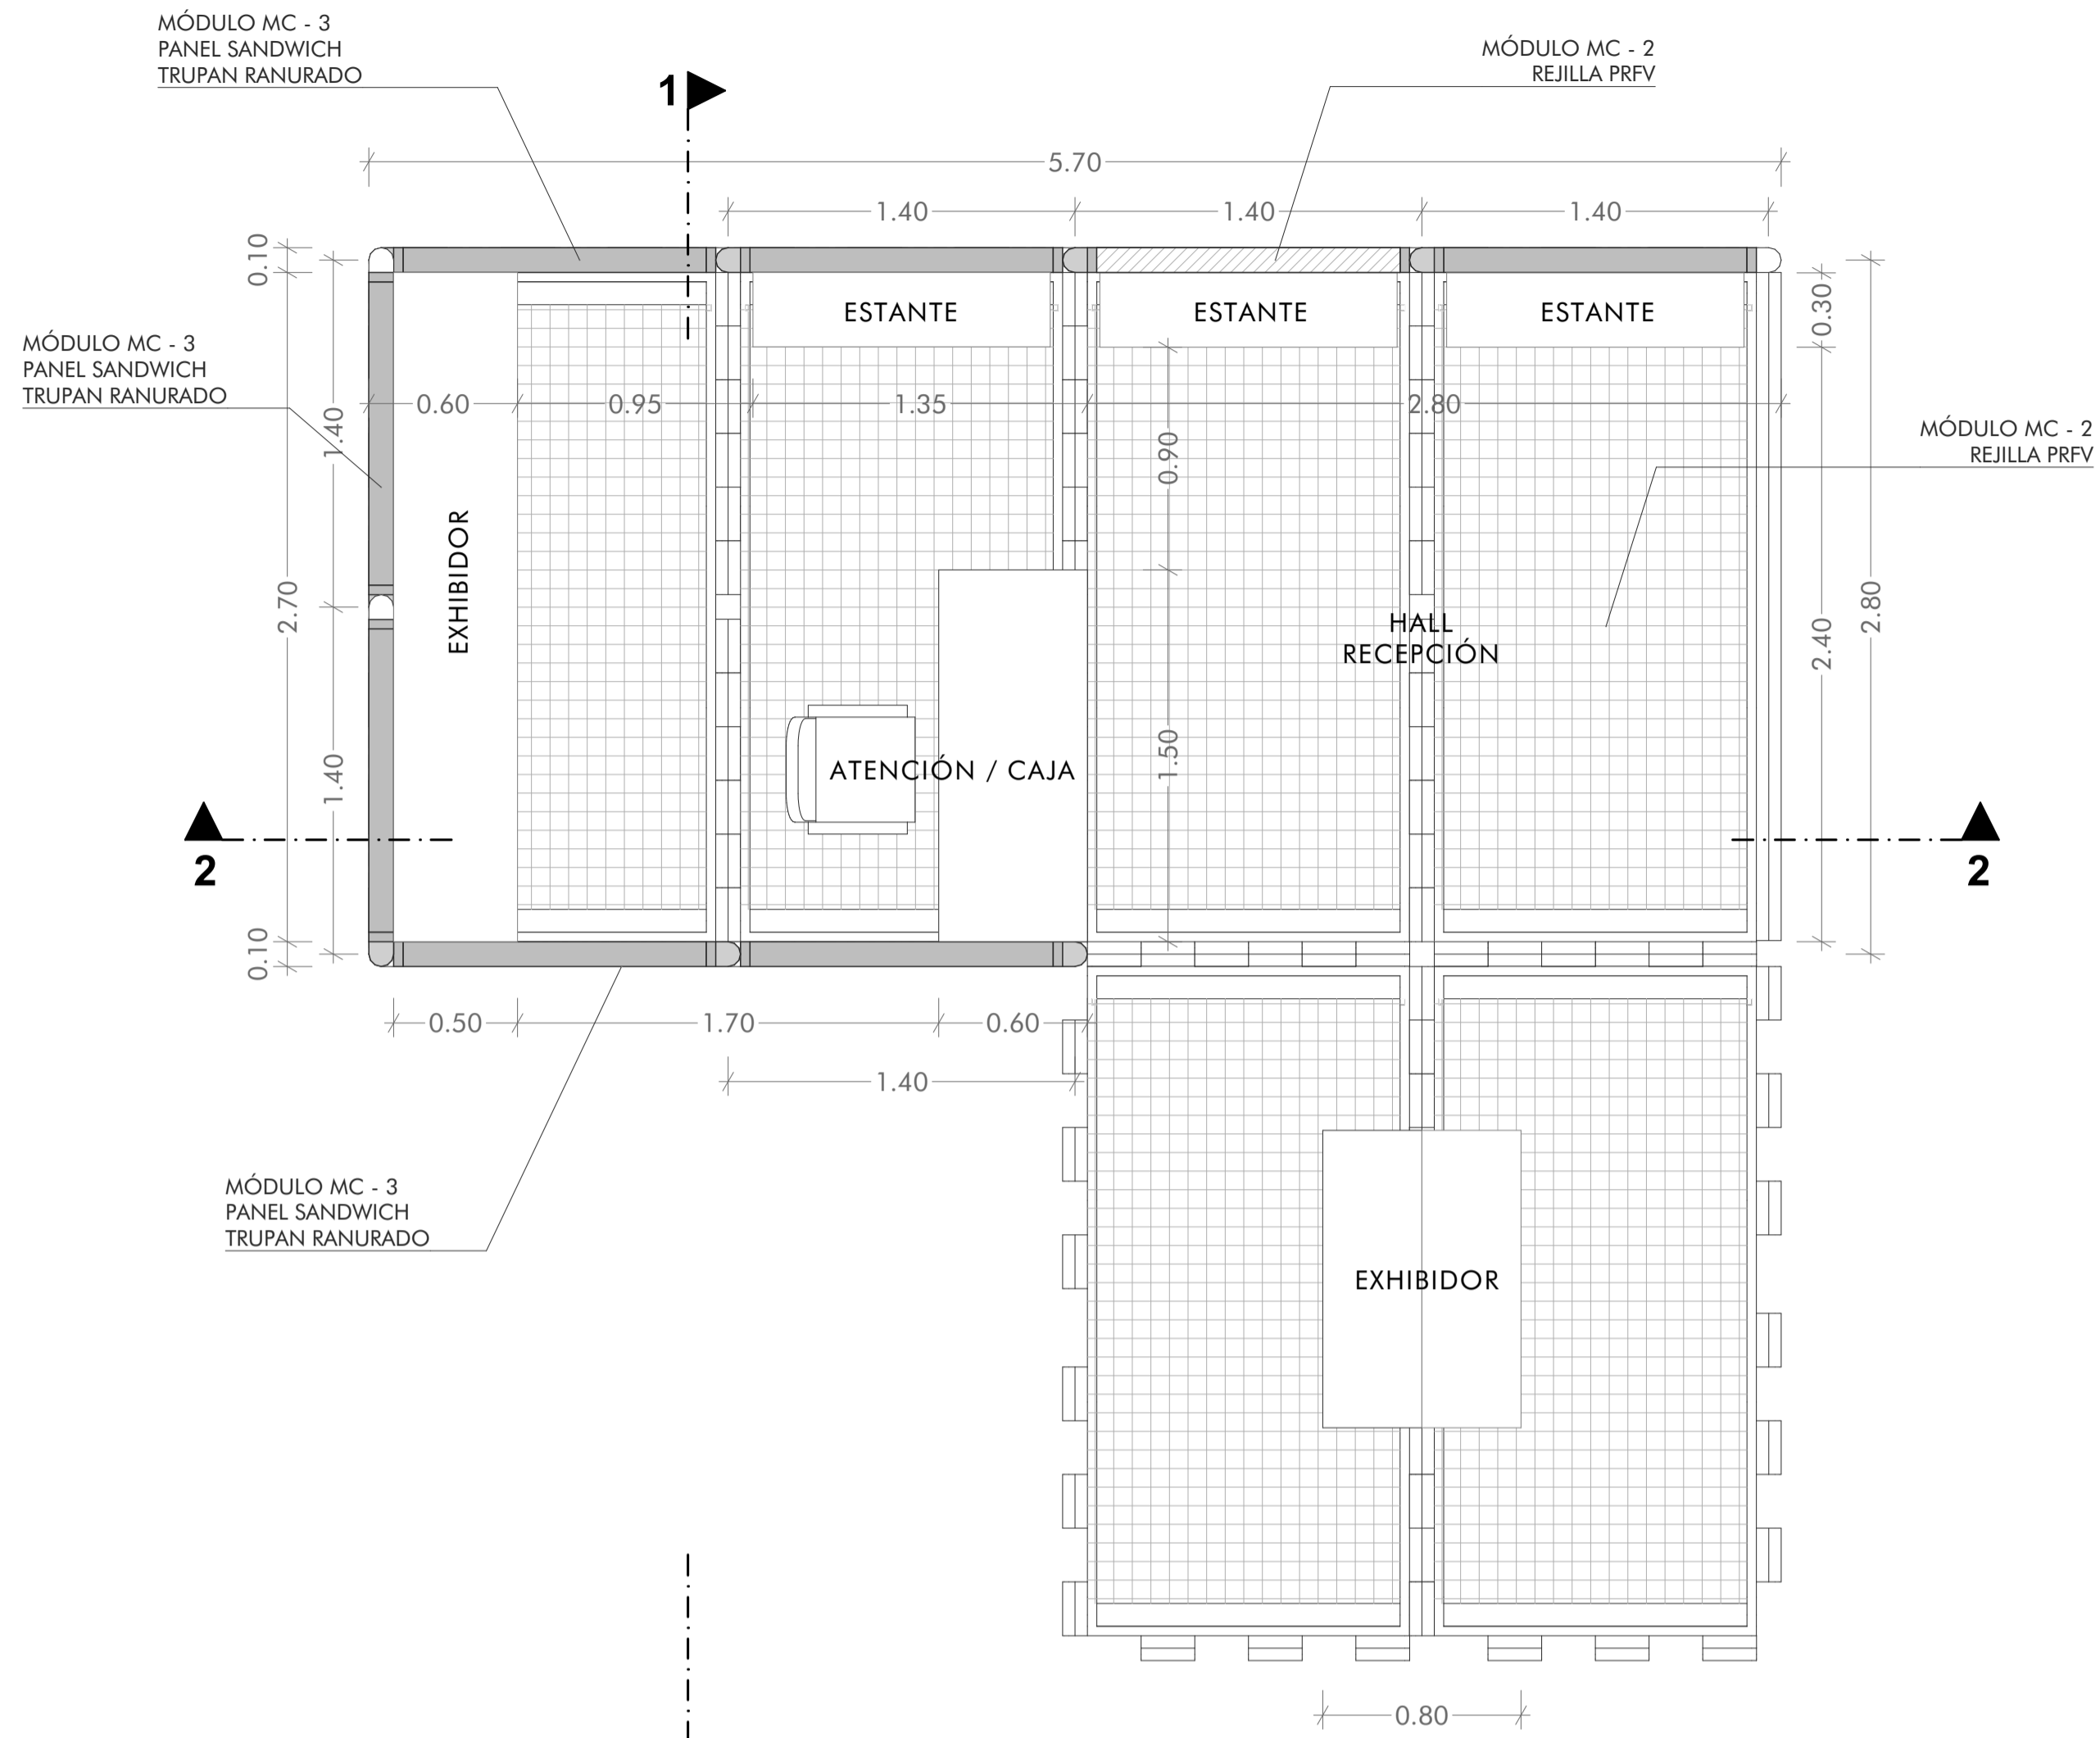 MÓDULO MC - 3
PANEL SANDWICH
TRUPAN RANURADO
MÓDULO MC - 2
REJILLA PRFV
1
5.70
1.40
1.40
1.40
0.10
ESTANTE
ESTANTE
ESTANTE
0.30
MÓDULO MC - 3
PANEL SANDWICH
TRUPAN RANURADO
0.60
0.95
1.35
2.80
1.40
0.90
MÓDULO MC - 2
REJILLA PRFV
EXHIBIDOR
2.70
HALL
RECEPCIÓN
2.40
2.80
1.40
ATENCIÓN / CAJA
1.50
2
2
0.10
0.50
1.70
0.60
1.40
MÓDULO MC - 3
PANEL SANDWICH
TRUPAN RANURADO
EXHIBIDOR
0.80